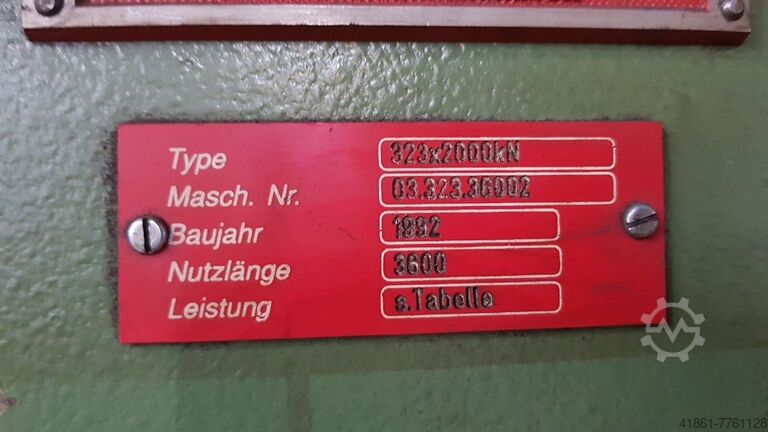 Type 323x2000kN
Masch. Nr. 03.323.36002
Baujahr 1992
Nutzlänge 3600
Leistung s.Tabelle
41861-7761128